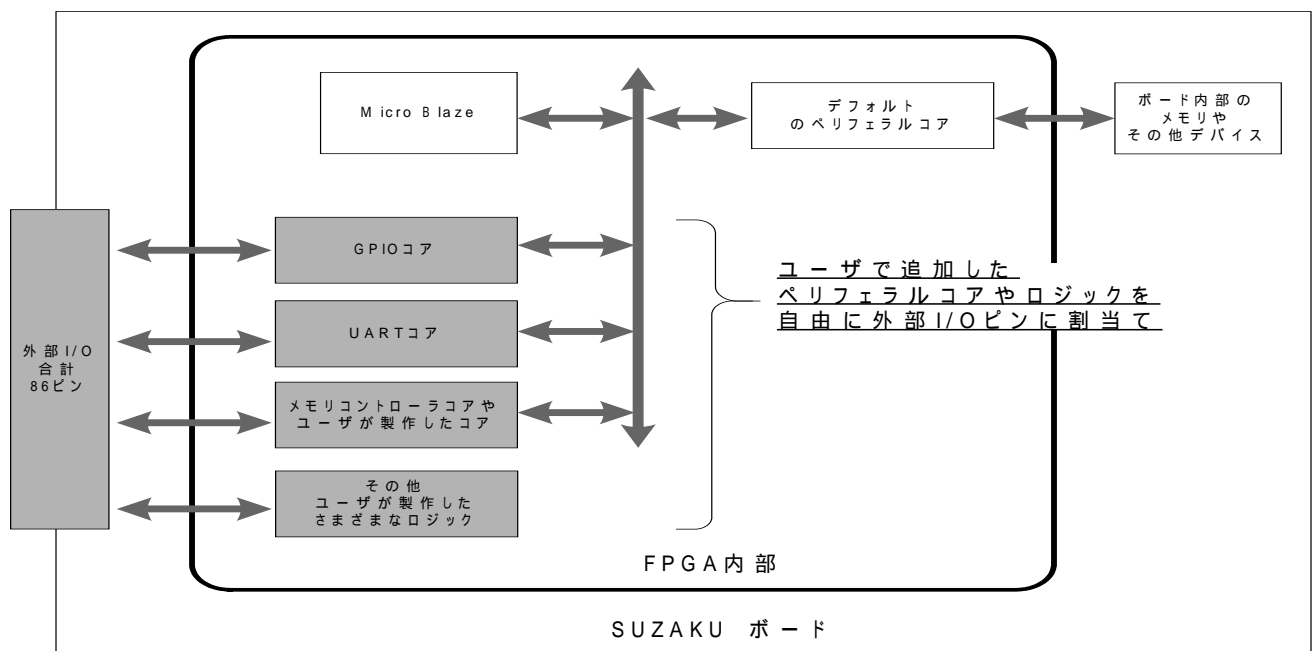 Micro Blaze
デフォルト
のペリフェラルコア
ボード内部の
メモリや
その他デバイス
GPIOコア
UARTコア
メモリコントローラコアや
ユーザが製作したコア
その他
ユーザが製作した
さまざまなロジック
外部I/O
合計
86ピン
ユーザで追加した
ペリフェラルコアやロジックを
自由に外部I/Oピンに割当て
FPGA内部
SUZAKU ボード